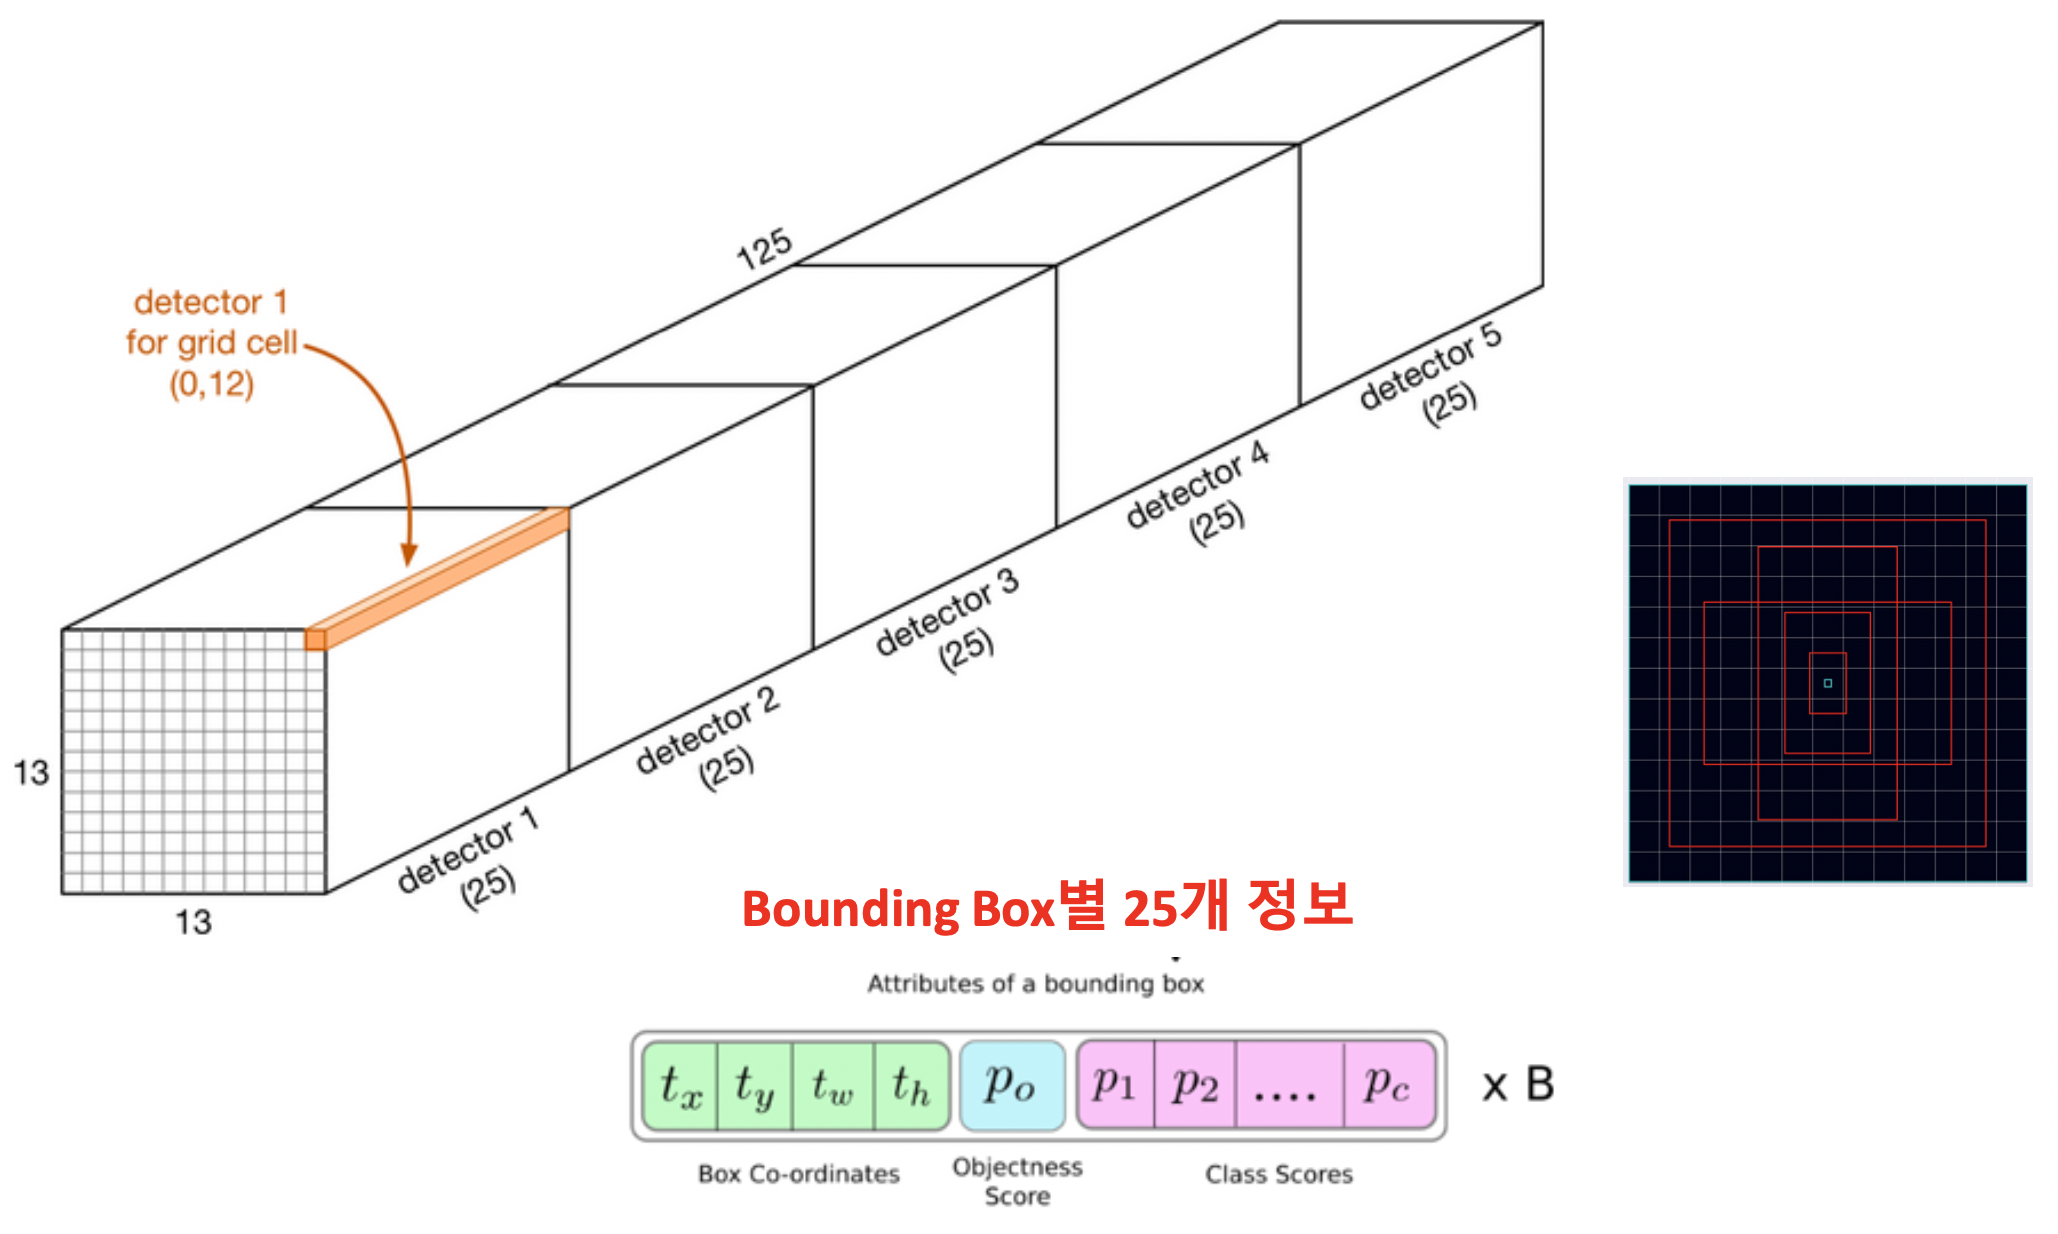 125
detector 1
for grid cell
(0,12)
detector 5
(25)
detector 4
(25)
detector 3
(25)
detector 2
(25)
detector 1
(25)
13
13
Bounding Box별 25개 정보
Attributes of a bounding box
t_x t_y t_w t_h p_o p_1 p_2 .... p_c x B
Box Co-ordinates
Objectness
Score
Class Scores